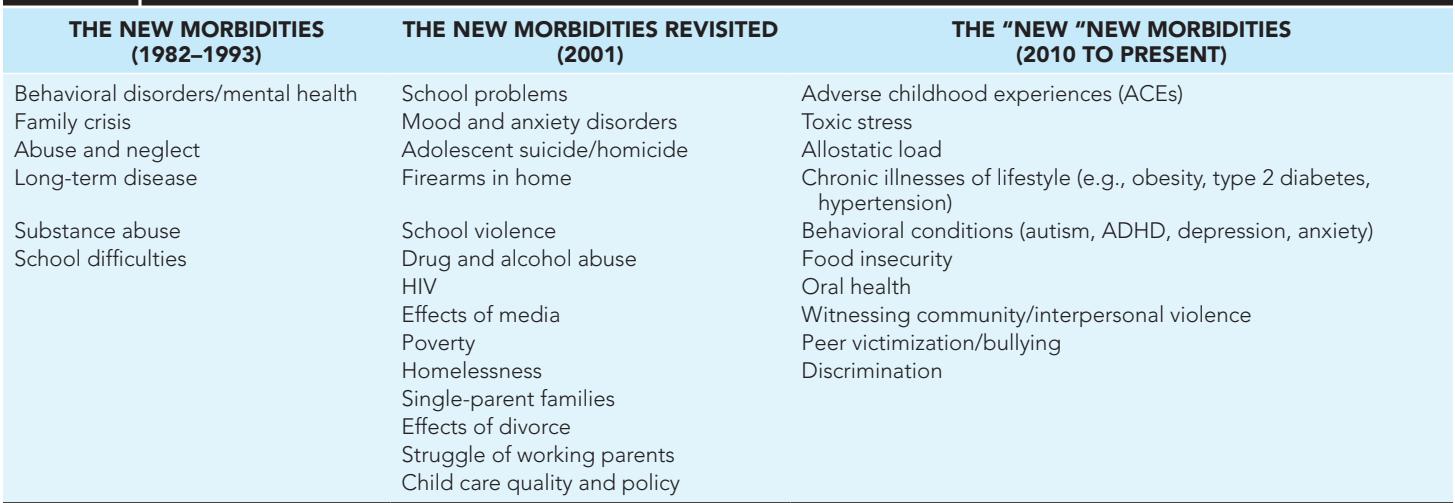 THE NEW MORBIDITIES
(1982–1993)
THE NEW MORBIDITIES REVISITED
(2001)
THE “NEW “NEW MORBIDITIES
(2010 TO PRESENT)
Behavioral disorders/mental health School problems Adverse childhood experiences (ACEs)
Family crisis Mood and anxiety disorders Toxic stress
Abuse and neglect Adolescent suicide/homicide Allostatic load
Long-term disease Firearms in home Chronic illnesses of lifestyle (e.g., obesity, type 2 diabetes,
hypertension)
Substance abuse School violence Behavioral conditions (autism, ADHD, depression, anxiety)
School difficulties Drug and alcohol abuse Food insecurity
HIV Oral health
Effects of media Witnessing community/interpersonal violence
Poverty Peer victimization/bullying
Homelessness Discrimination
Single-parent families
Effects of divorce
Struggle of working parents
Child care quality and policy